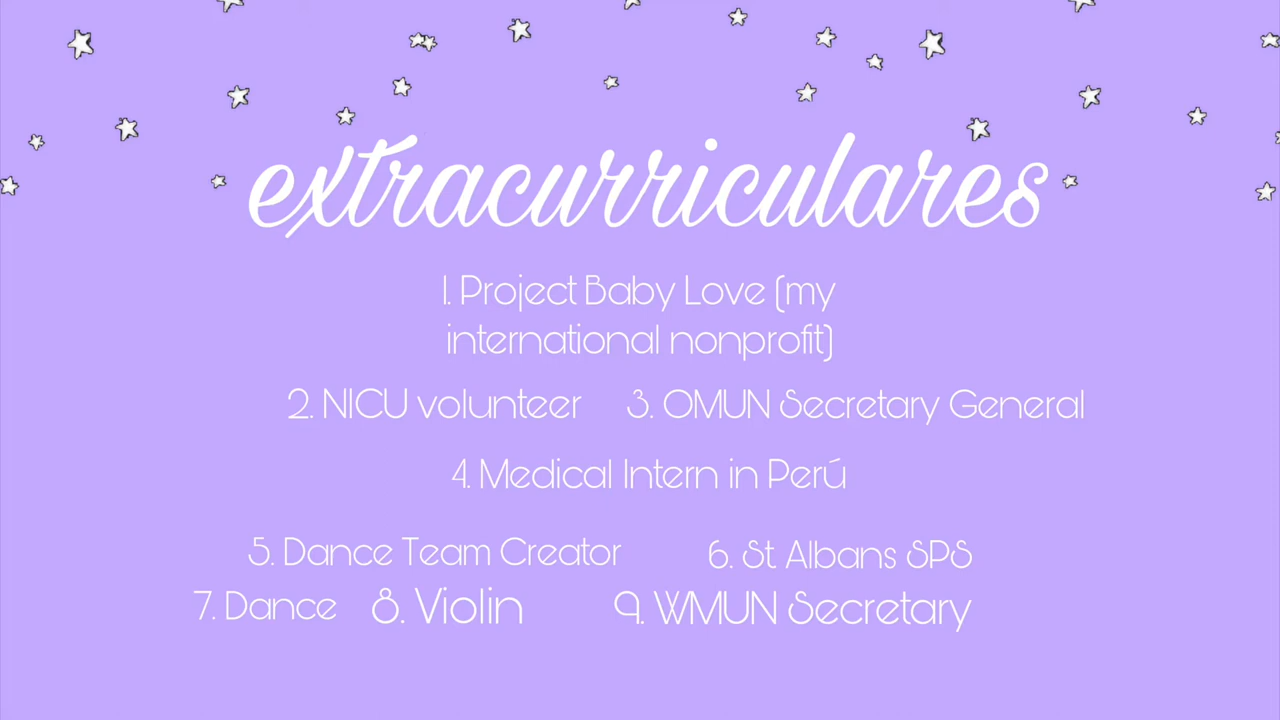 extracurriculares
1. Project Baby Love (my
international nonprofit)
2. NICU volunteer 3. OMUN Secretary General
4. Medical Intern in Perú
5. Dance Team Creator 6. St Albans SPS
7. Dance 8. Violin 9. WMUN Secretary